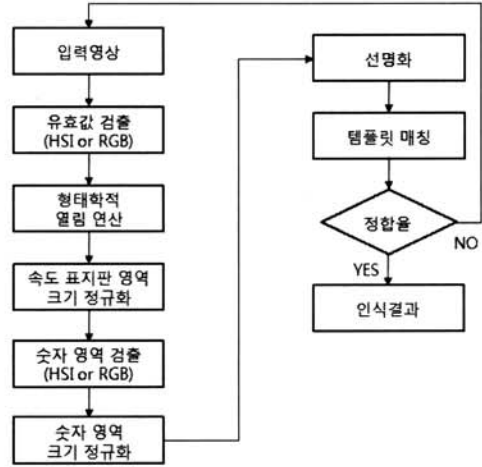 입력영상
유효값 검출
(HSI or RGB)
형태학적
열림 연산
속도 표지판 영역
크기 정규화
숫자 영역 검출
(HSI or RGB)
숫자 영역
크기 정규화
선명화
템플릿 매칭
정합율
NO
YES
인식결과